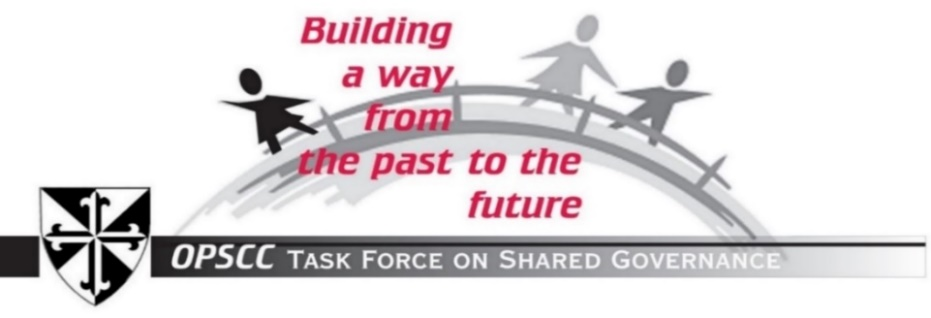 Building
a way
from
the past to the
future
OPSCC TASK FORCE ON SHARED GOVERNANCE